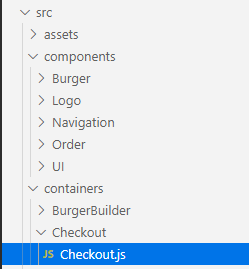 src
assets
components
Burger
Logo
Navigation
Order
UI
containers
BurgerBuilder
Checkout
JS Checkout.js